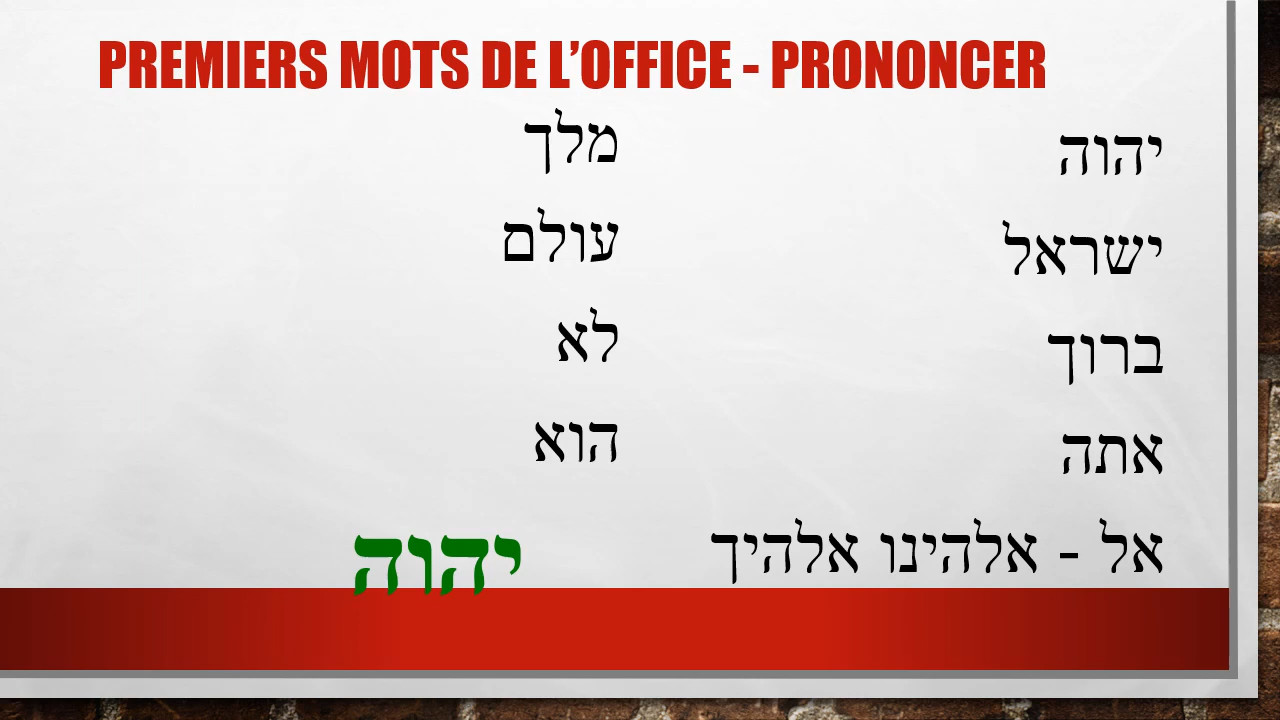 PREMIERS MOTS DE L’OFFICE - PRONONCER
יהוה
ישראל
ברוך
אתה
אל - אלהינו אלהיך
מלך
עולם
לא
הוא
יהוה